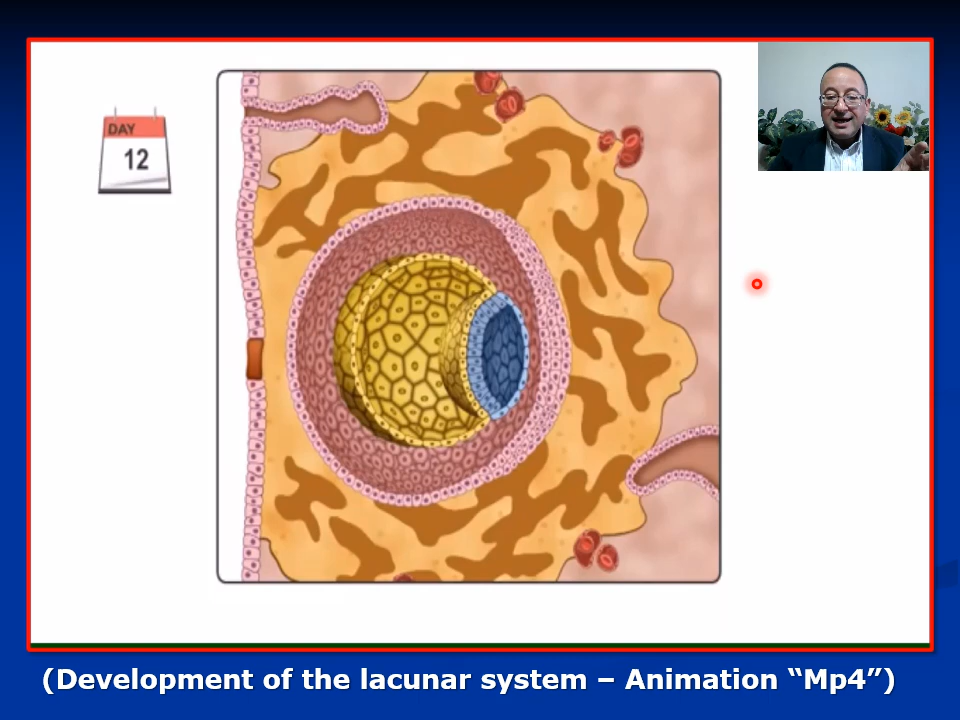 DAY
12
(Development of the lacunar system – Animation “Mp4”)